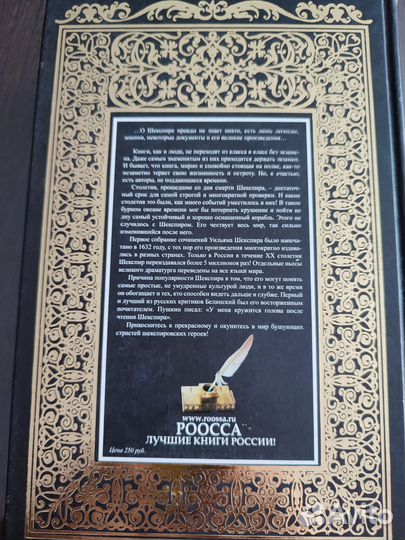 ...О Шекспире правды не знает никто, есть лишь легенды,
мнения, некоторые документы и его великие произведения...
Книги, как и люди, не переходят из класса в класс без экзаме-
на. Даже самым знаменитым из них приходится держать экзамен.
И бывает, что книга, мирно и спокойно стоящая на полке, как-то
незаметно теряет свою жизненность и остроту. Но, к счастью,
есть авторы, не поддающиеся времени.
Столетия, прошедшие со дня смерти Шекспира, – достаточ-
ный срок для самой строгой и многократной проверки. И какие
столетия это были, как много событий уместилось в них! В таком
бурном океане времени мог бы потерпеть крушение и пойти ко
дну самый устойчивый и хорошо оснащенный корабль. Этого не
случилось с Шекспиром. Его чествует весь мир, так сильно
изменившийся после него.
Первое собрание сочинений Уильяма Шекспира было напеча-
тано в 1632 году, с тех пор его произведения многократно издава-
лись в разных странах. Только в России в течение XX столетия
Шекспир переиздавался более 5 миллионов раз! Отдельные пьесы
великого драматурга переведены на все языки мира.
Причина популярности Шекспира в том, что его могут понять
самые простые, не умудренные культурой люди, и в то же время
он обогащает и тех, кто способен видеть дальше и глубже. Первый
и лучший из русских критиков Белинский был его восторженным
почитателем. Пушкин писал: «У меня кружится голова после
чтения Шекспира».
Прикоснитесь к прекрасному и окунитесь в мир бушующих
страстей шекспировских героев!
www.roossa.ru
РООССА
ЛУЧШИЕ КНИГИ РОССИИ!
Цена 250 руб.
Avito